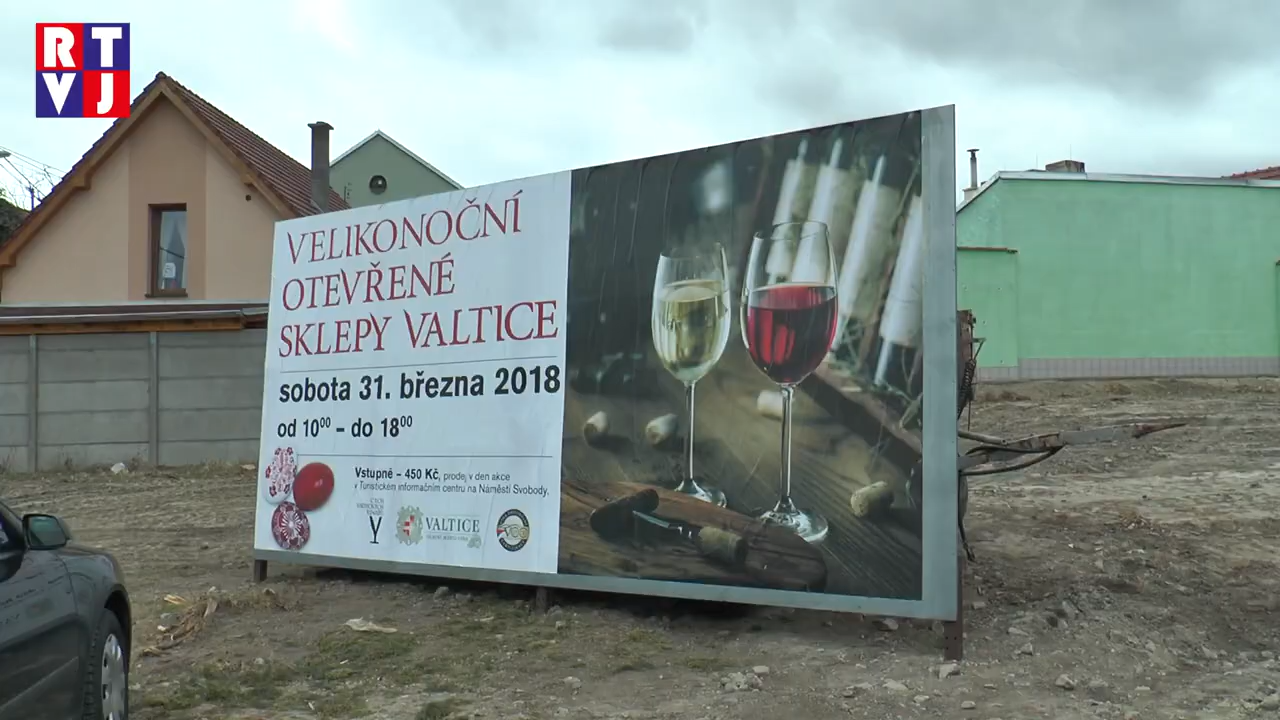 RT
VJ
VELIKONOČNÍ
OTEVŘENÉ
SKLEPY VALTICE
sobota 31. března 2018
od 10⁰⁰ – do 18⁰⁰
Vstupné – 450 Kč, prodej v den akce
v Turistickém informačním centru na Náměstí Svobody.
VALTICE